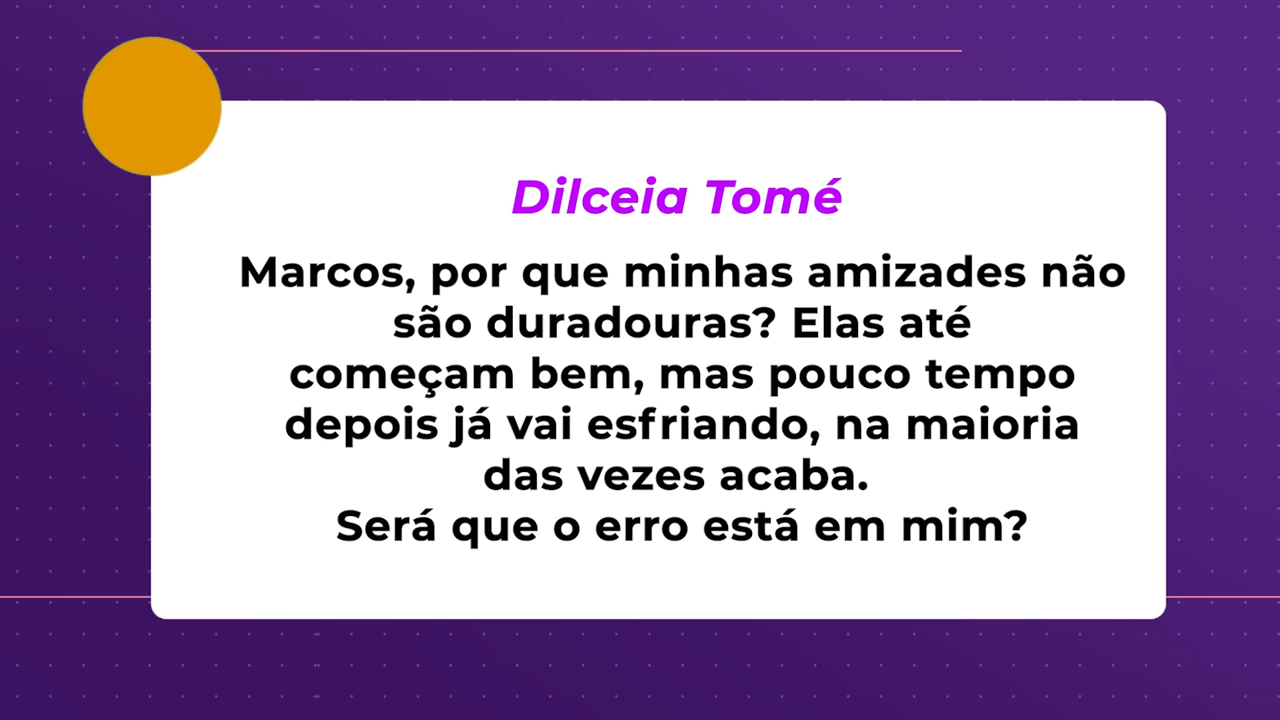 Dilceia Tomé
Marcos, por que minhas amizades não
são duradouras? Elas até
começam bem, mas pouco tempo
depois já vai esfriando, na maioria
das vezes acaba.
Será que o erro está em mim?